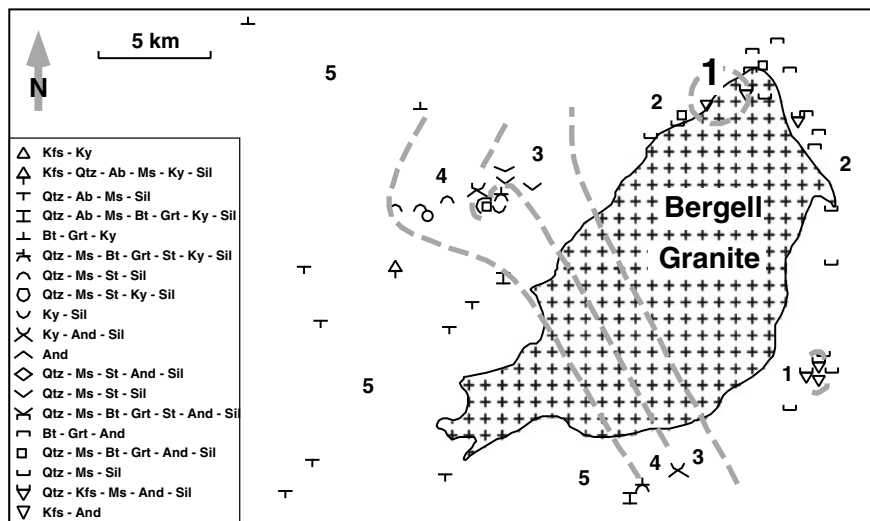 5 km
N
Kfs - Ky
Kfs - Qtz - Ab - Ms - Ky - Sil
Qtz - Ab - Ms - Sil
Qtz - Ab - Ms - Bt - Grt - Ky - Sil
Bt - Grt - Ky
Qtz - Ms - Bt - Grt - St - Ky - Sil
Qtz - Ms - St - Sil
Qtz - Ms - St - Ky - Sil
Ky - Sil
Ky - And - Sil
And
Qtz - Ms - St - And - Sil
Qtz - Ms - St - Sil
Qtz - Ms - Bt - Grt - St - And - Sil
Bt - Grt - And
Qtz - Ms - Bt - Grt - And - Sil
Qtz - Ms - Sil
Qtz - Kfs - Ms - And - Sil
Kfs - And
5
1
2
4
3
2
Bergell
Granite
5
1
5
4
3